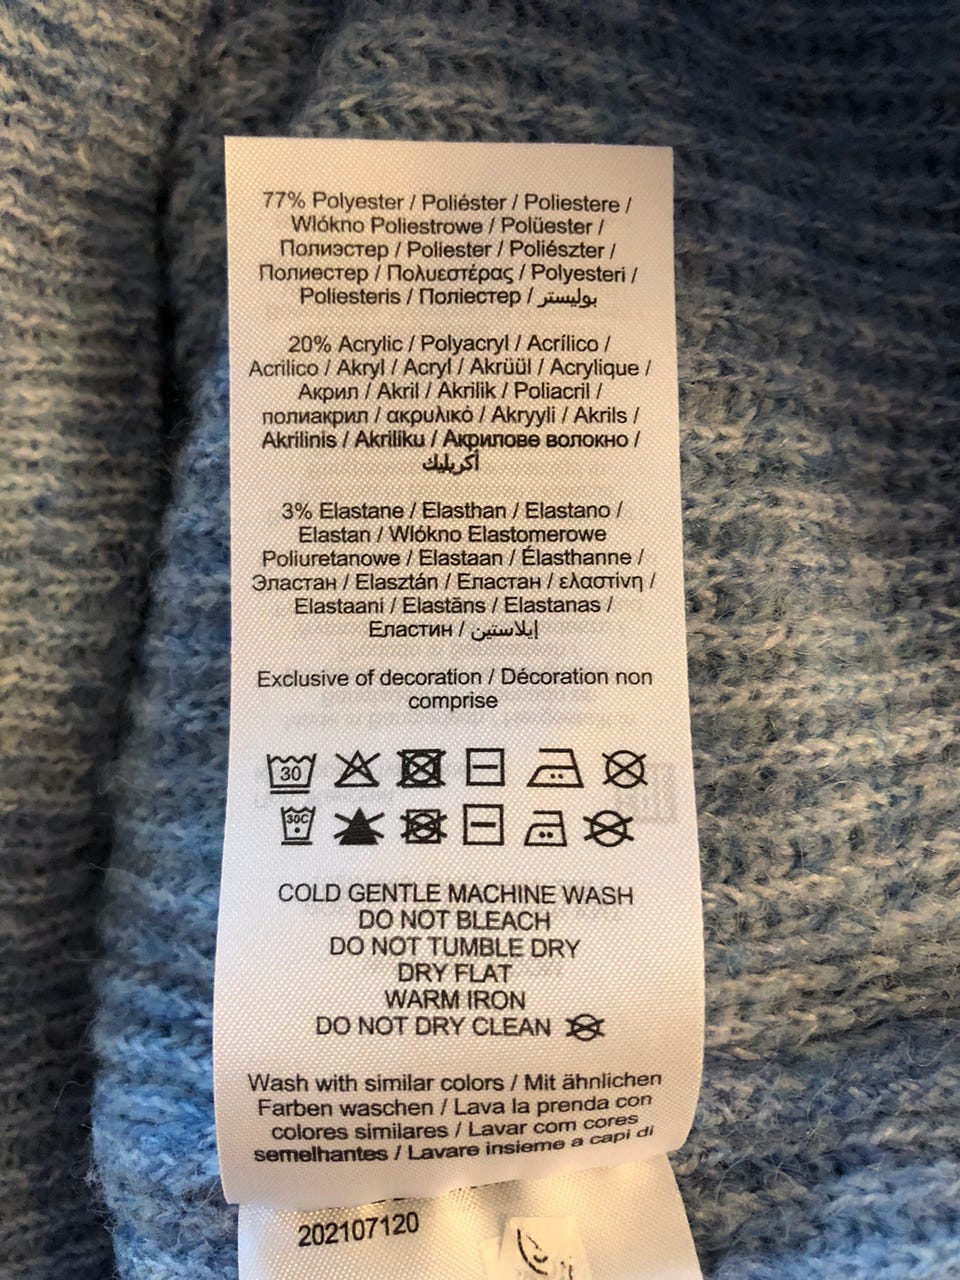 77% Polyester / Poliéster / Poliestere /
Wlókno Poliestrowe / Polüester /
Полиэстер / Poliester / Poliészter /
Полиестер / Πολυεστέρας / Polyesteri /
Poliesteris / Поліестер / بوليستر
20% Acrylic / Polyacryl / Acrílico /
Acrilico / Akryl / Acryl / Akrüül / Acrylique /
Акрил / Akril / Akrilik / Poliacril /
полиакрил / ακρυλικό / Akryyli / Akrils /
Akrilinis / Akriliku / Акрилове волокно /
أكريليك
3% Elastane / Elasthan / Elastano /
Elastan / Wlókno Elastomerowe
Poliuretanowe / Elastaan / Élasthanne /
Эластан / Elasztán / Еластан / ελαστίνη /
Elastaani / Elastāns / Elastanas /
Еластин / إيلاستين
Exclusive of decoration / Décoration non
comprise
30
30C
COLD GENTLE MACHINE WASH
DO NOT BLEACH
DO NOT TUMBLE DRY
DRY FLAT
WARM IRON
DO NOT DRY CLEAN
Wash with similar colors / Mit ähnlichen
Farben waschen / Lava la prenda con
colores similares / Lavar com cores
semelhantes / Lavare insieme a capi di
202107120